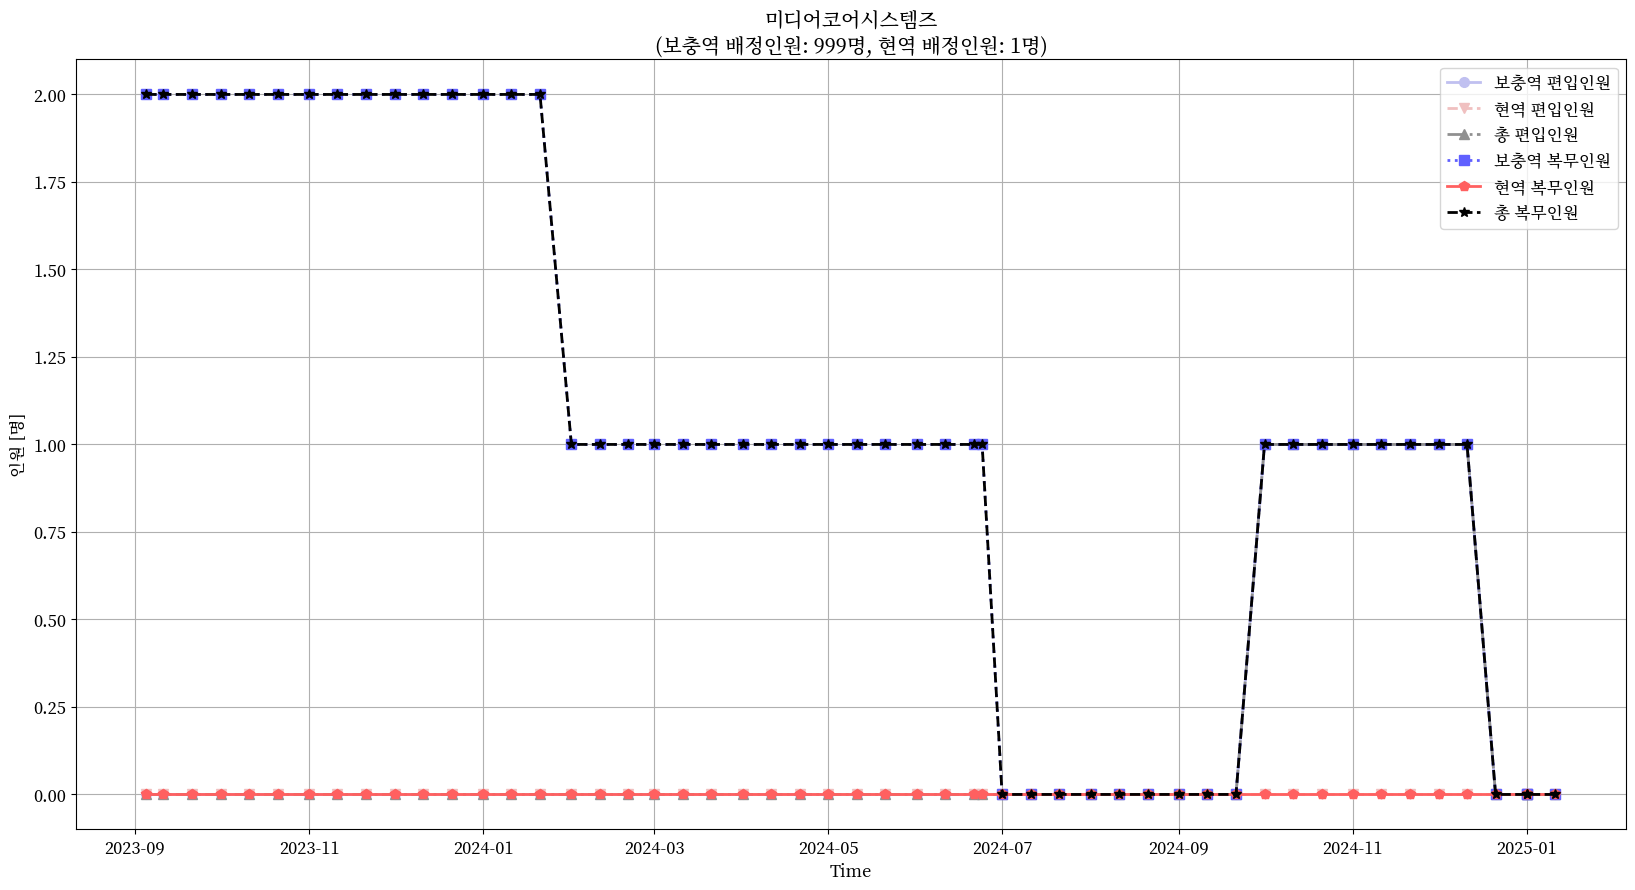 미디어코어시스템즈
(보충역 배정인원: 999명, 현역 배정인원: 1명)
보충역 편입인원
현역 편입인원
총 편입인원
보충역 복무인원
현역 복무인원
총 복무인원
인원 [명]
2.00
1.75
1.50
1.25
1.00
0.75
0.50
0.25
0.00
2023-09
2023-11
2024-01
2024-03
2024-05
2024-07
2024-09
2024-11
2025-01
Time